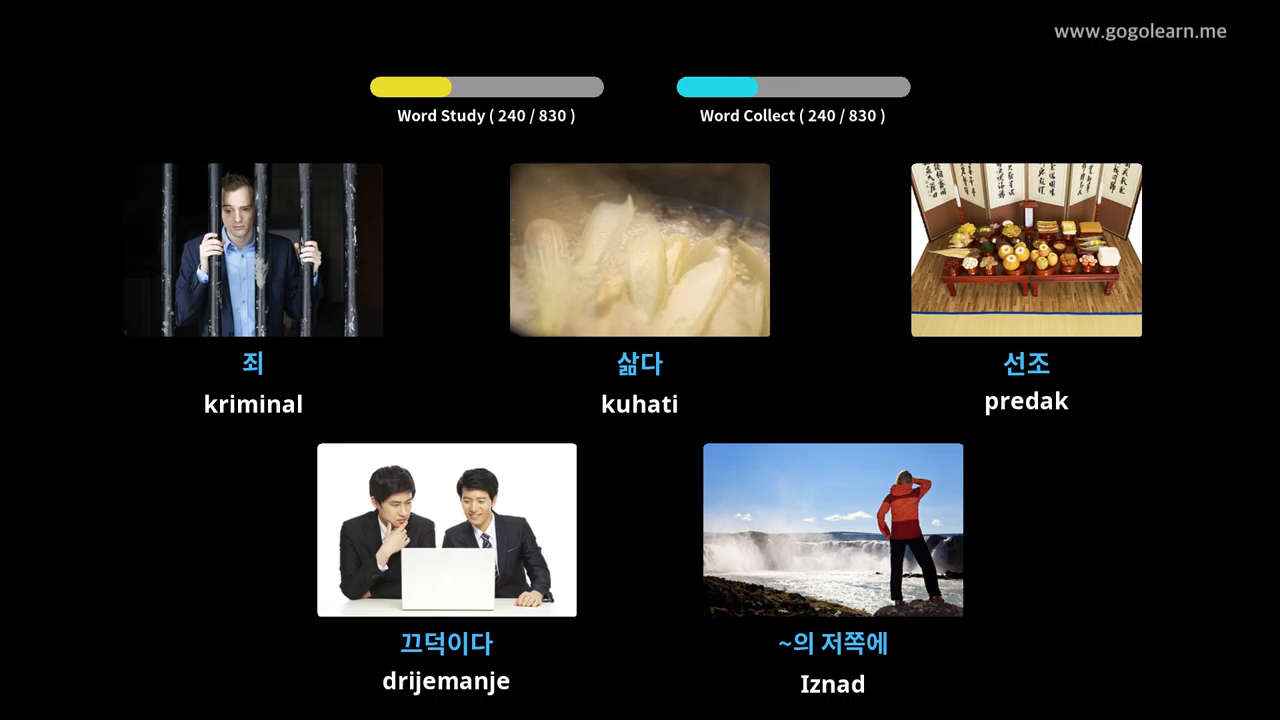 www.gogolearn.me
Word Study ( 240 / 830 )
Word Collect ( 240 / 830 )
죄
kriminal
삶다
kuhati
선조
predak
끄덕이다
drijemanje
~의 저쪽에
Iznad